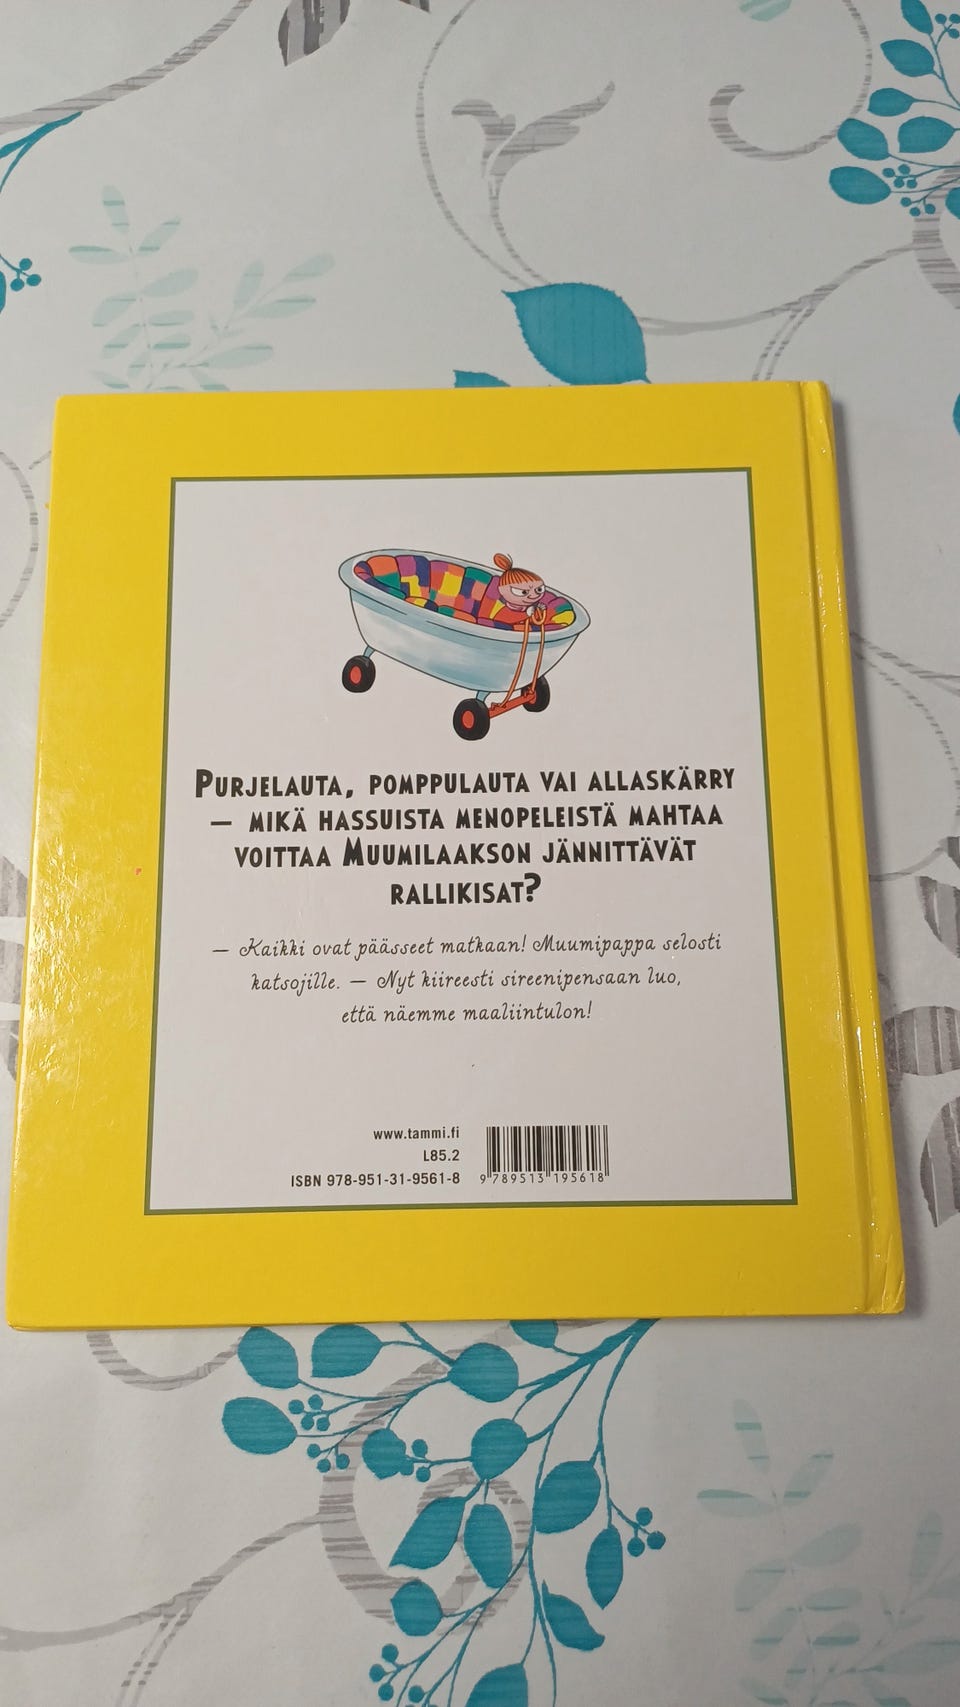 Purjelauta, pomppulauta vai allaskärry
– mikä hassuista menopeleistä mahtaa
voittaa Muumilaakson jännittävät
rallikisat?
– Kaikki ovat päässeet matkaan! Muumipappa selosti
katsojille. – Nyt kiireesti sireenipensaan luo,
että näemme maaliintulon!
www.tammi.fi
L85.2
ISBN 978-951-31-9561-8
9 789513 195618